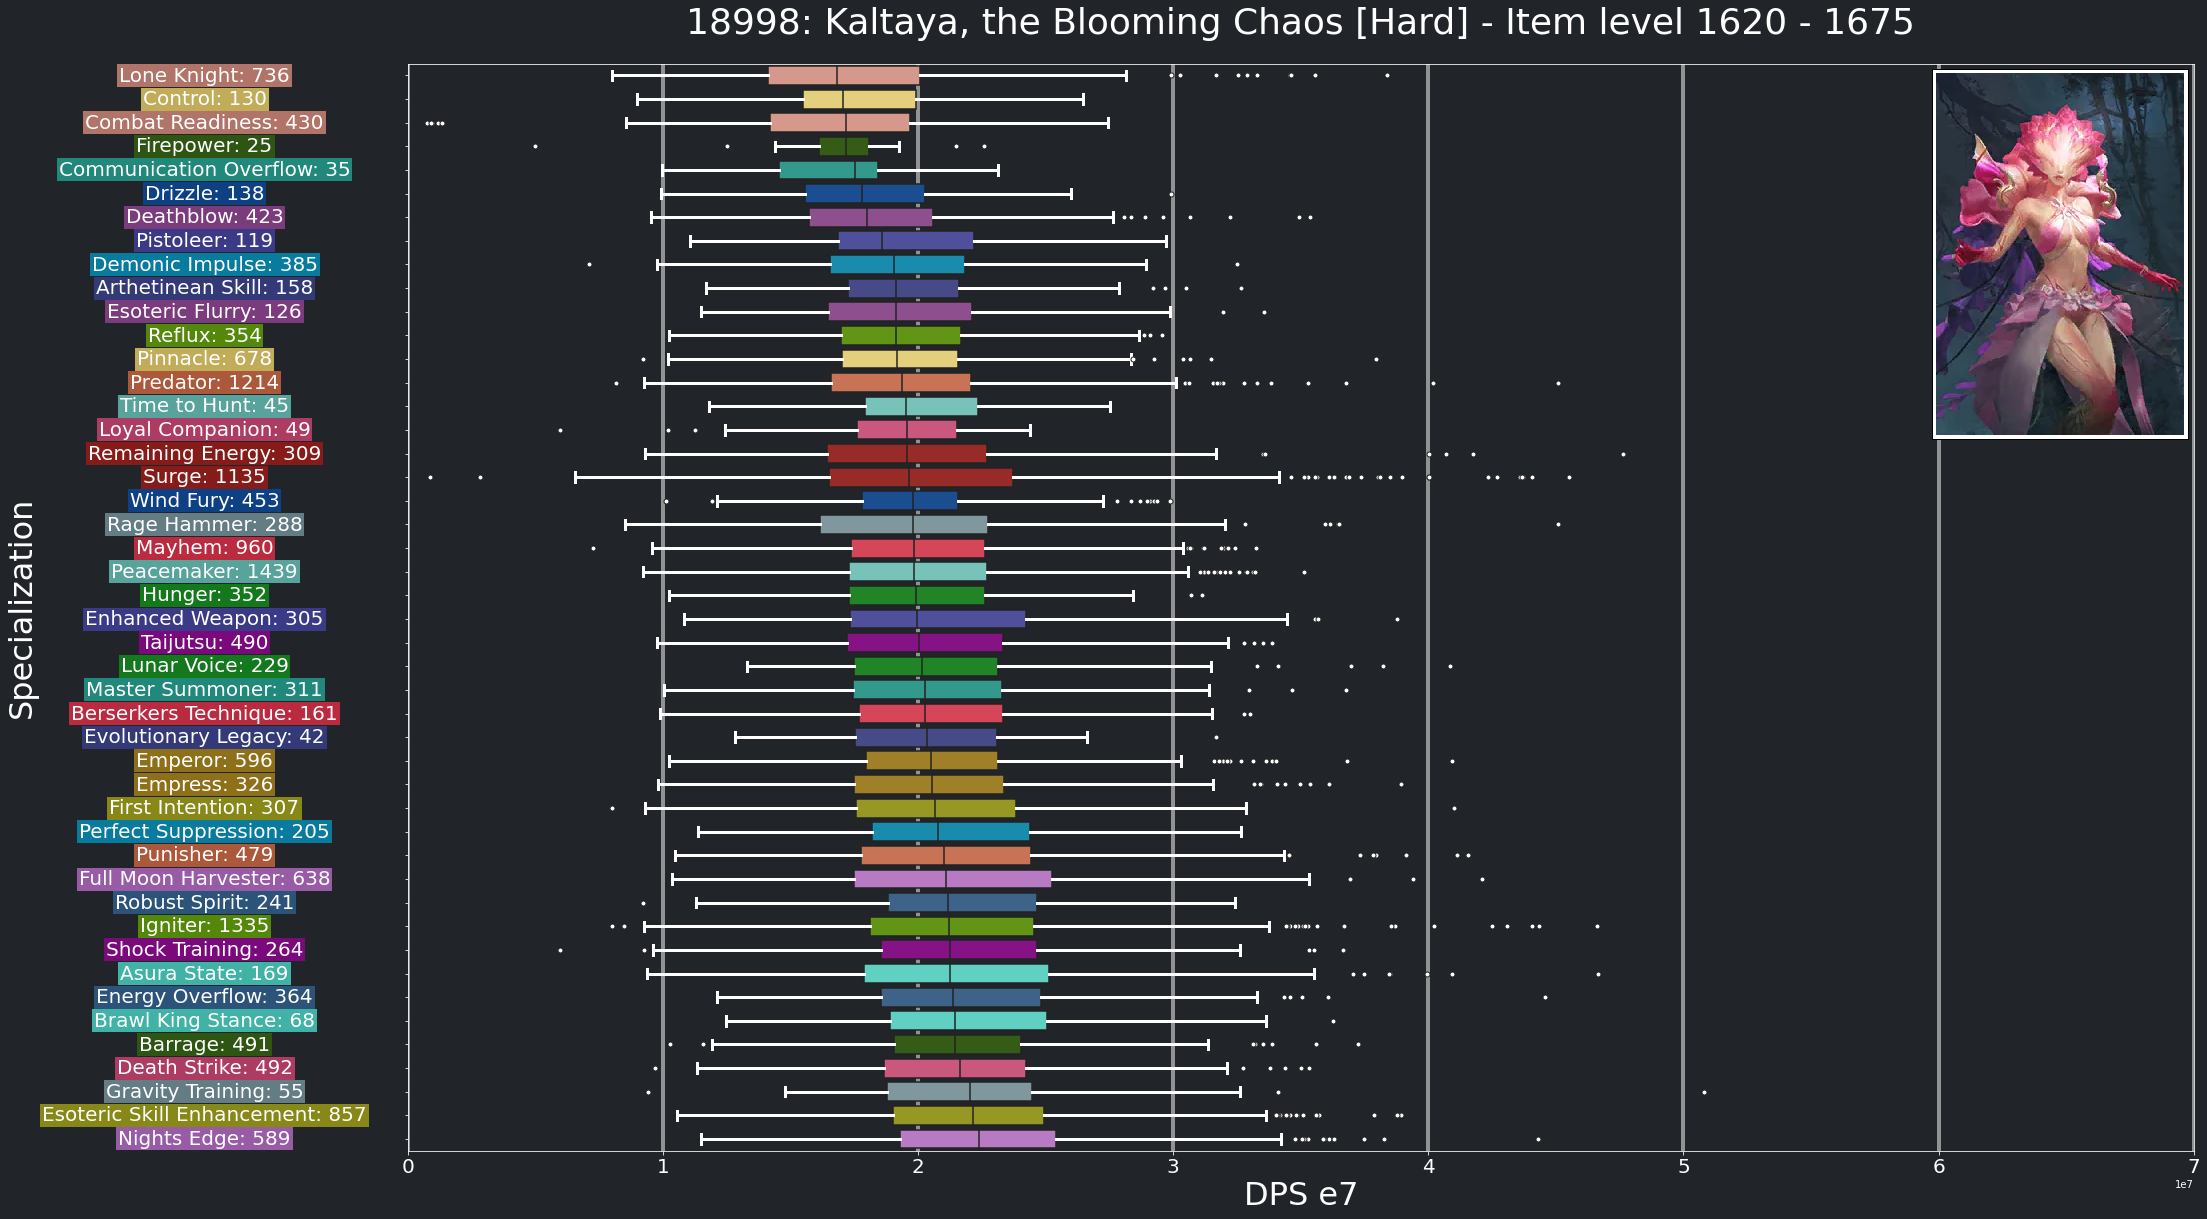 18998: Kaltaya, the Blooming Chaos [Hard] - Item level 1620 - 1675
Specialization
Lone Knight: 736
Control: 130
Combat Readiness: 430
Firepower: 25
Communication Overflow: 35
Drizzle: 138
Deathblow: 423
Pistoleer: 119
Demonic Impulse: 385
Arthetinean Skill: 158
Esoteric Flurry: 126
Reflux: 354
Pinnacle: 678
Predator: 1214
Time to Hunt: 45
Loyal Companion: 49
Remaining Energy: 309
Surge: 1135
Wind Fury: 453
Rage Hammer: 288
Mayhem: 960
Peacemaker: 1439
Hunger: 352
Enhanced Weapon: 305
Taijutsu: 490
Lunar Voice: 229
Master Summoner: 311
Berserkers Technique: 161
Evolutionary Legacy: 42
Emperor: 596
Empress: 326
First Intention: 307
Perfect Suppression: 205
Punisher: 479
Full Moon Harvester: 638
Robust Spirit: 241
Igniter: 1335
Shock Training: 264
Asura State: 169
Energy Overflow: 364
Brawl King Stance: 68
Barrage: 491
Death Strike: 492
Gravity Training: 55
Esoteric Skill Enhancement: 857
Nights Edge: 589
0 1 2 3 4 5 6 7
1e7
DPS e7